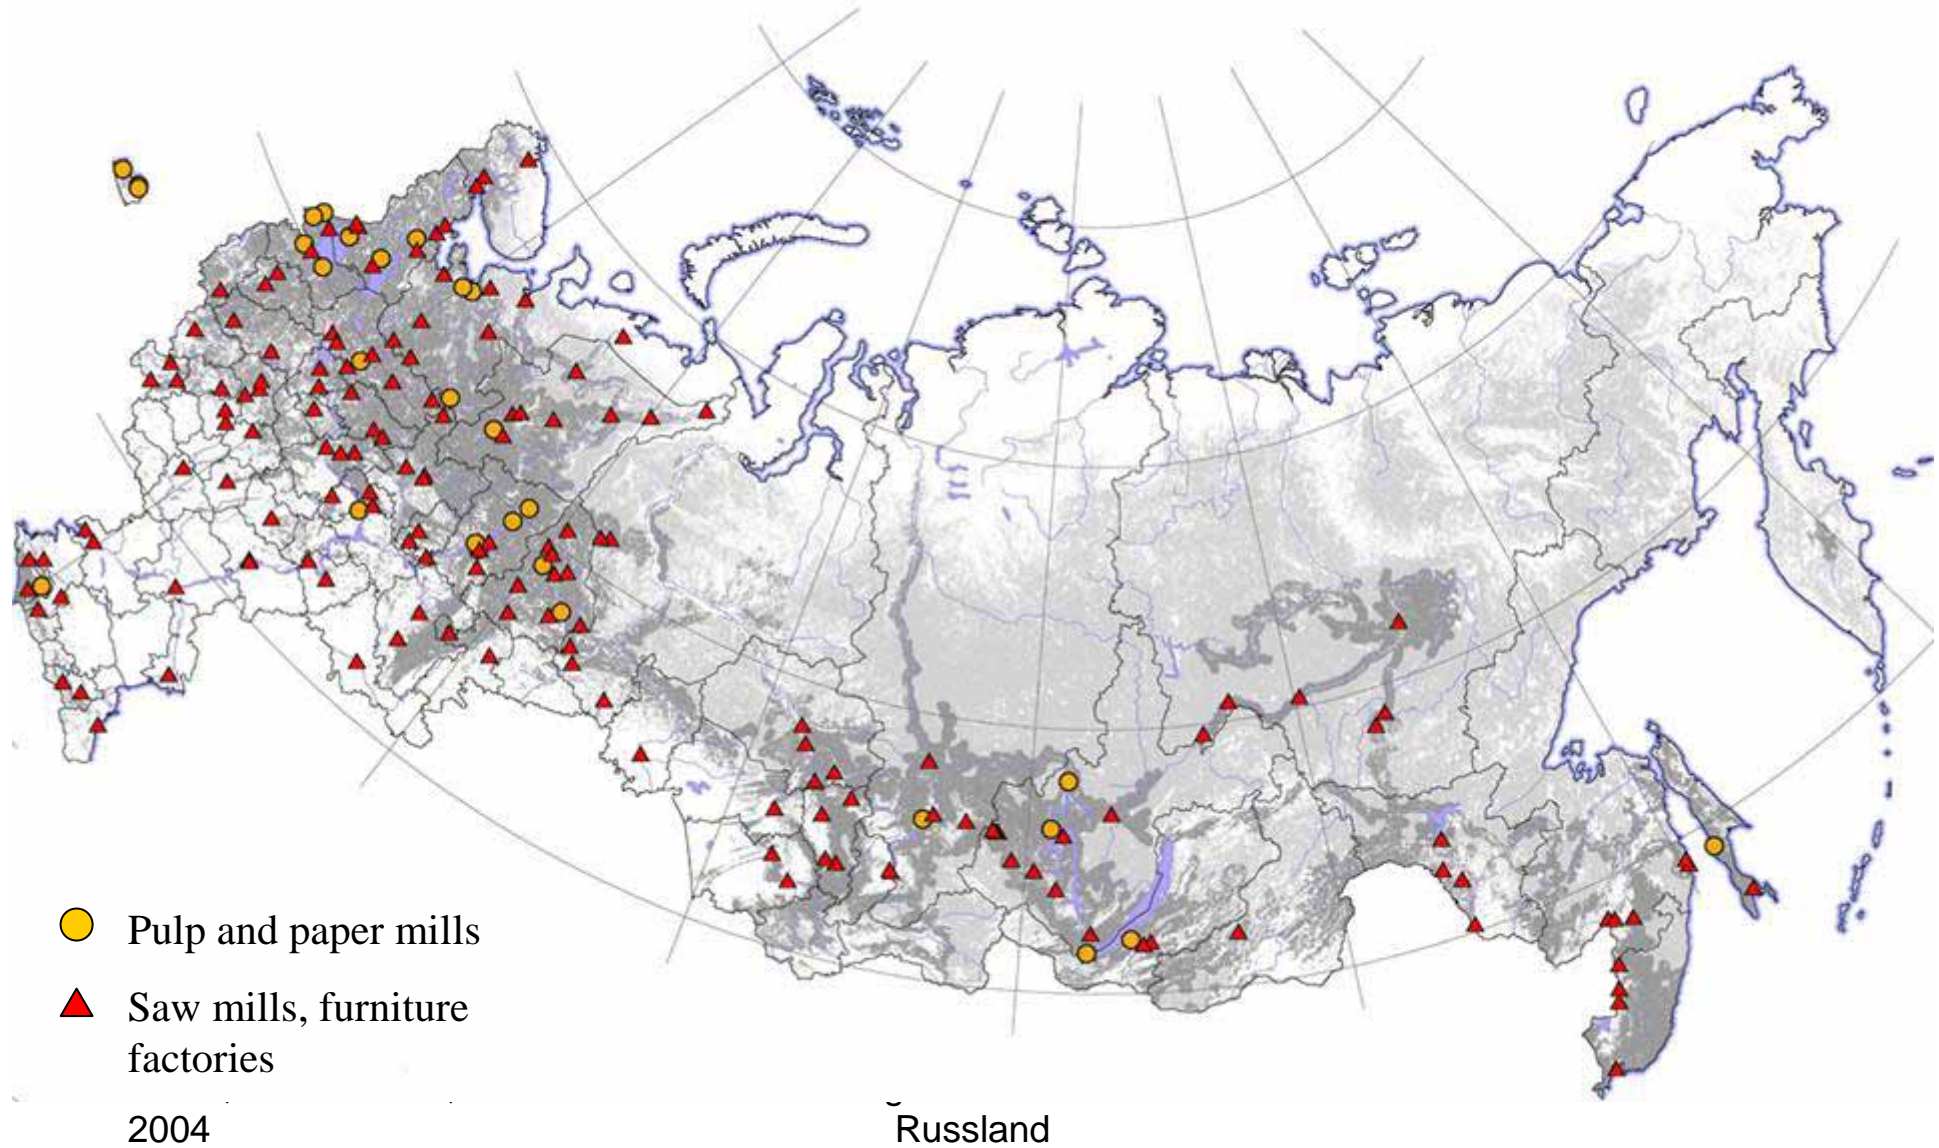 Pulp and paper mills
Saw mills, furniture
factories
2004
Russland